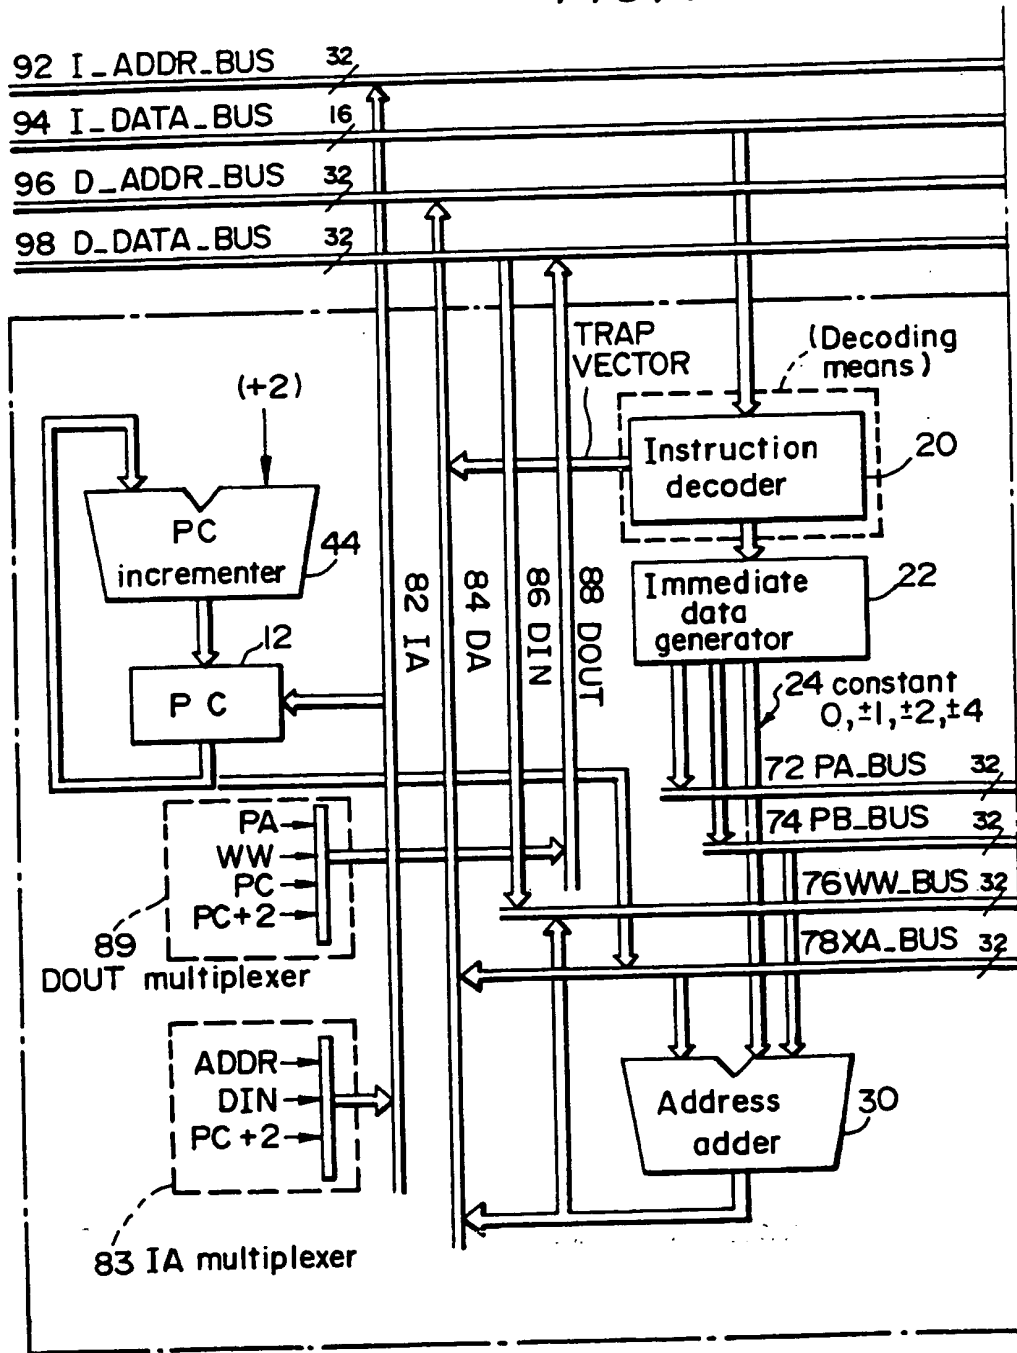 92 I_ADDR_BUS 32
94 I_DATA_BUS 16
96 D_ADDR_BUS 32
98 D_DATA_BUS 32
TRAP
VECTOR
(Decoding
means)
(+2)
Instruction
decoder
20
PC
incrementer
44
82 IA
84 DA
86 DIN
88 DOUT
Immediate
data
generator
22
12
PC
24 constant
0,±1,±2,±4
72 PA_BUS 32
74 PB_BUS 32
76 WW_BUS 32
78 XA_BUS 32
PA
WW
PC
PC+2
89
DOUT multiplexer
ADDR
DIN
PC+2
83 IA multiplexer
Address
adder
30